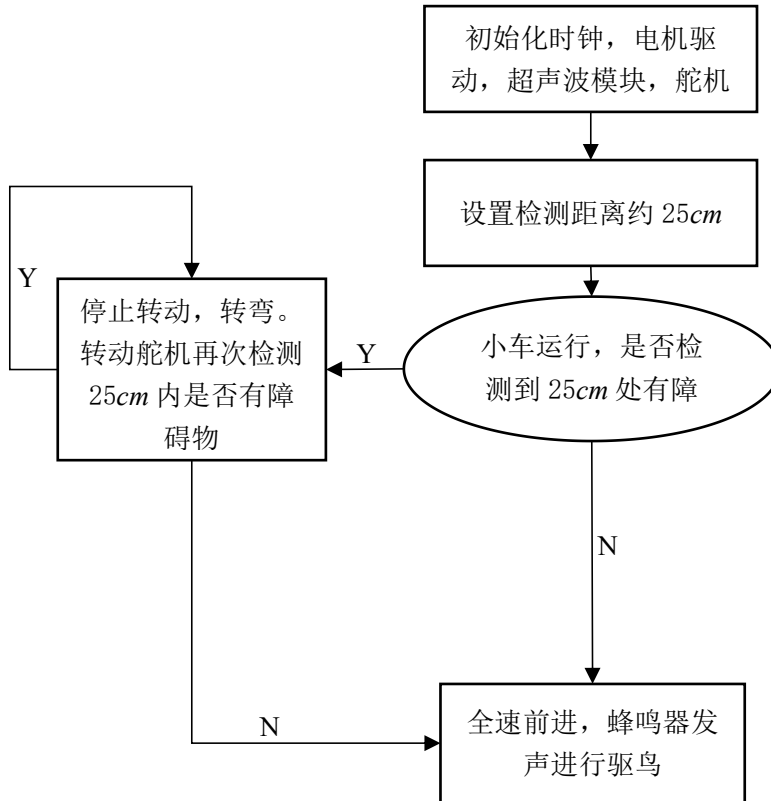 初始化时钟，电机驱
动，超声波模块，舵机
设置检测距离约 25cm
Y
停止转动，转弯。
转动舵机再次检测
25cm 内是否有障
碍物
Y
小车运行，是否检
测到 25cm 处有障
N
N
全速前进，蜂鸣器发
声进行驱鸟